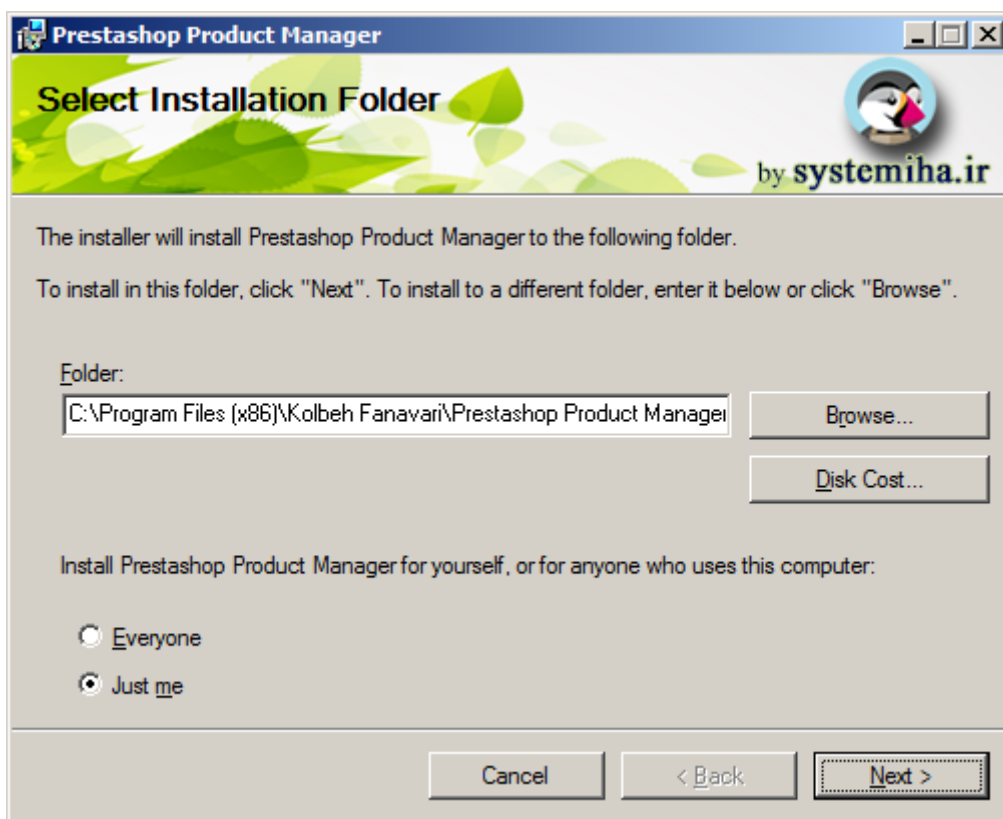 Prestashop Product Manager
Select Installation Folder
by systemiha.ir
The installer will install Prestashop Product Manager to the following folder.
To install in this folder, click "Next". To install to a different folder, enter it below or click "Browse".
Folder:
C:\Program Files (x86)\Kolbeh Fanavari\Prestashop Product Manager
Browse...
Disk Cost...
Install Prestashop Product Manager for yourself, or for anyone who uses this computer:
Everyone
Just me
Cancel
< Back
Next >